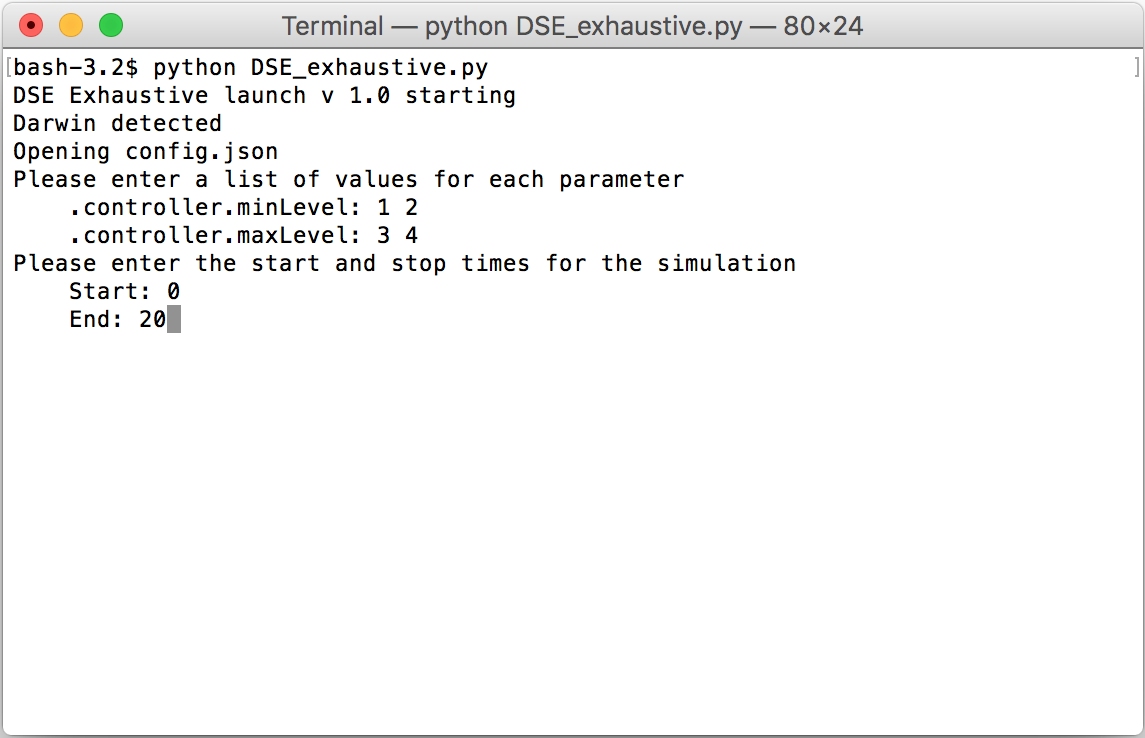 Terminal — python DSE_exhaustive.py — 80×24
[bash-3.2$ python DSE_exhaustive.py ]
DSE Exhaustive launch v 1.0 starting
Darwin detected
Opening config.json
Please enter a list of values for each parameter
    .controller.minLevel: 1 2
    .controller.maxLevel: 3 4
Please enter the start and stop times for the simulation
    Start: 0
    End: 20